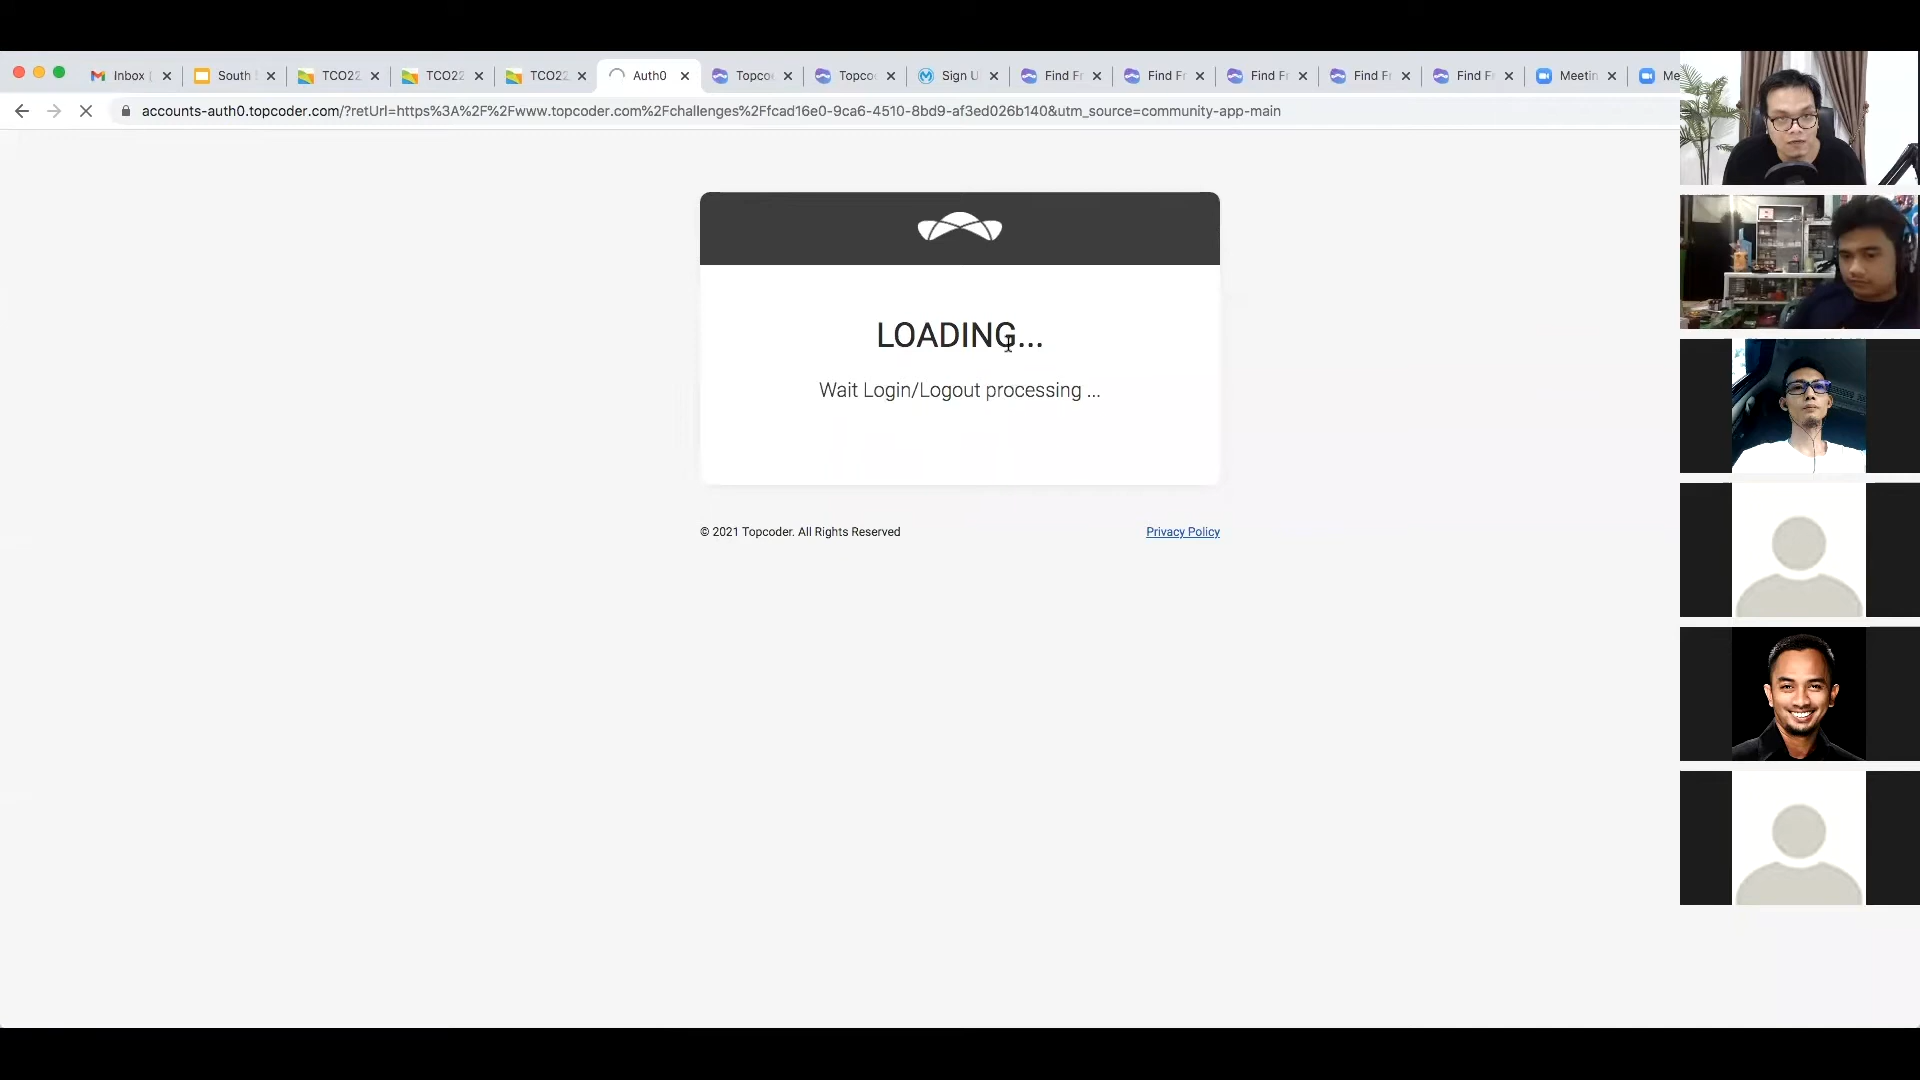 Inbox
South
TCO22
TCO22
TCO22
Auth0
Topco
Topco
Sign U
Find Fr
Find Fr
Find Fr
Find Fr
Find Fr
Meetin
Me
accounts-auth0.topcoder.com/?retUrl=https%3A%2F%2Fwww.topcoder.com%2Fchallenges%2Ffcad16e0-9ca6-4510-8bd9-af3ed026b140&utm_source=community-app-main
LOADING...
Wait Login/Logout processing ...
© 2021 Topcoder. All Rights Reserved
Privacy Policy